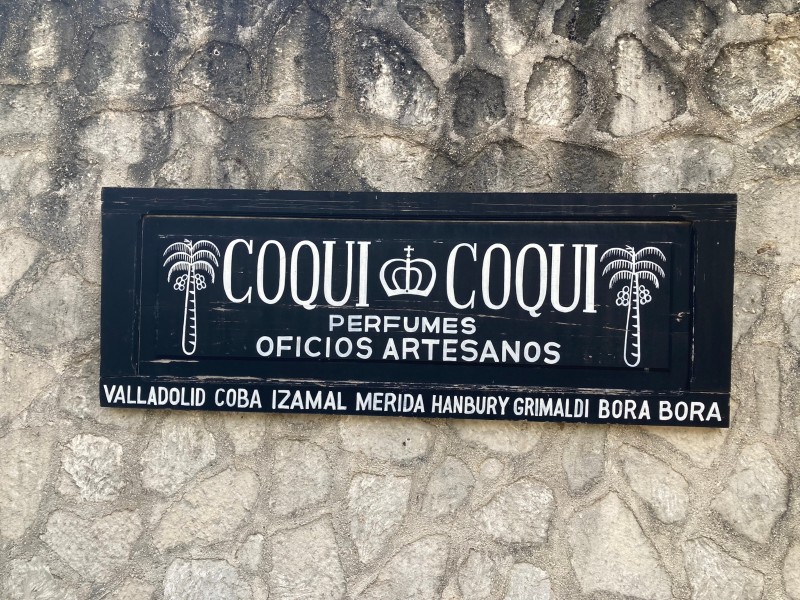 COQUI COQUI
PERFUMES
OFICIOS ARTESANOS
VALLADOLID COBA IZAMAL MERIDA HANBURY GRIMALDI BORA BORA